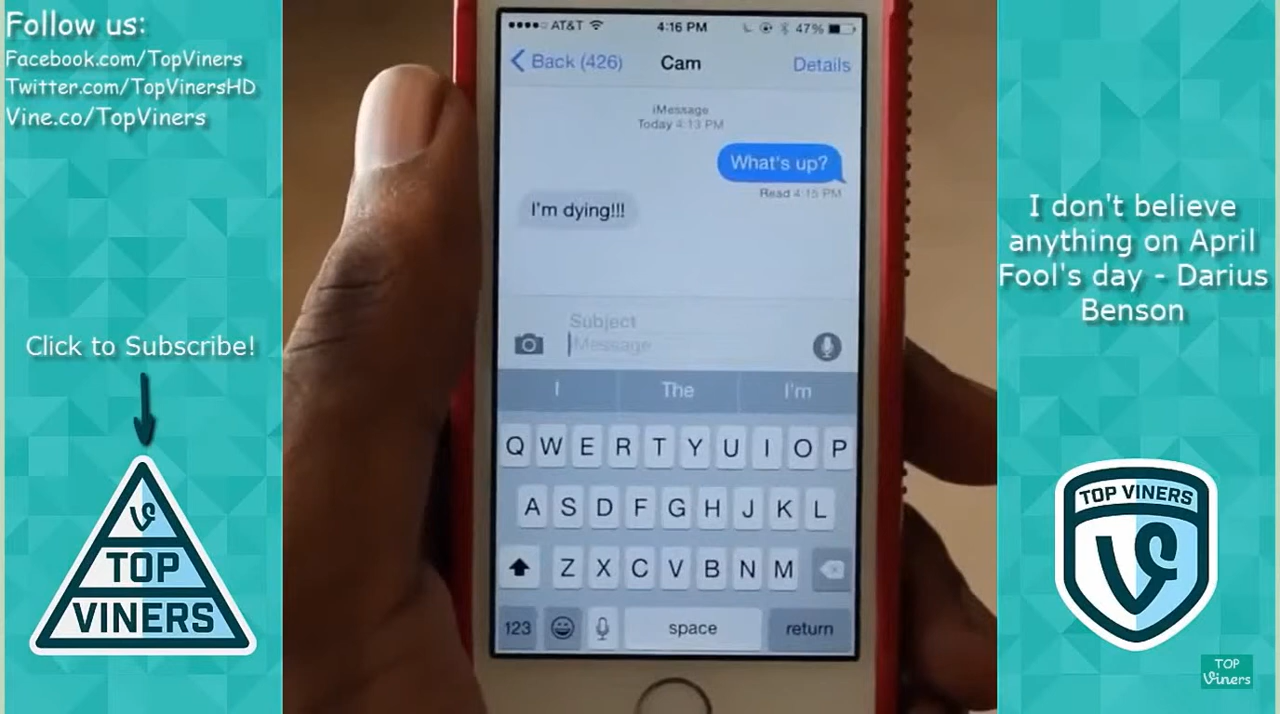 Follow us:
Facebook.com/TopViners
Twitter.com/TopVinersHD
Vine.co/TopViners
Click to Subscribe!
TOP
VINERS
AT&T
4:16 PM
47%
Back (426)
Cam
Details
iMessage
Today 4:13 PM
What's up?
Read 4:15 PM
I'm dying!!!
Subject
iMessage
I The I'm
Q W E R T Y U I O P
A S D F G H J K L
Z X C V B N M
123 space return
I don't believe
anything on April
Fool's day - Darius
Benson
TOP VINERS
TOP
Viners